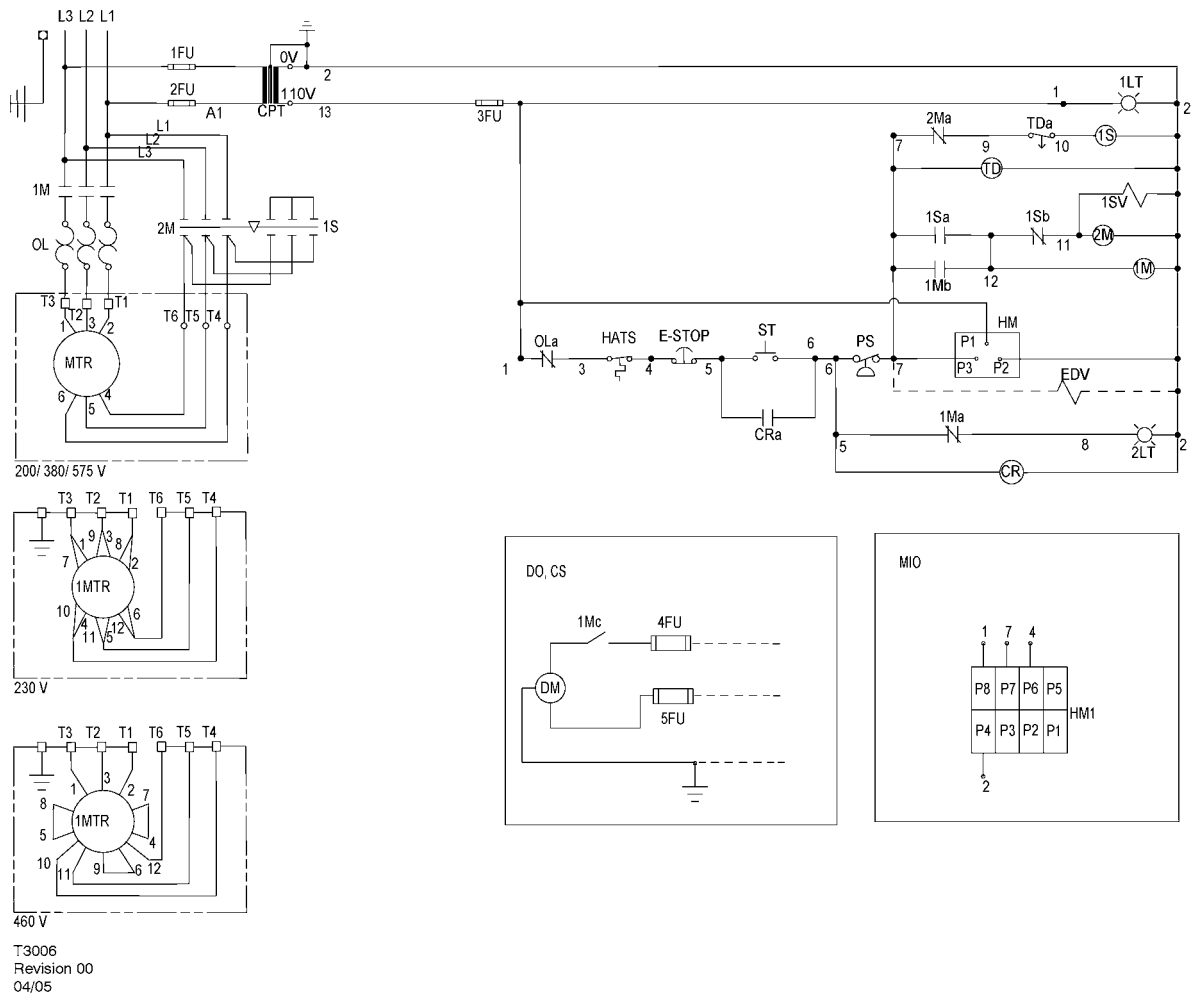 L3 L2 L1
1FU
0V
2
2FU
A1
CPT
110V
13
3FU
1
1LT
2
L1
L2
L3
2Ma
TDa
7
9
10
1S
TD
1M
2M
1S
1SV
OL
1Sa
1Sb
11
2M
1Mb
12
1M
T3 T2 T1
T6 T5 T4
1 3 2
MTR
6 5 4
200/ 380/ 575 V
OLa
HATS
E-STOP
ST
6
PS
HM
P1
P3 P2
1
3
4
5
6
7
EDV
CRa
1Ma
5
8
2LT
2
CR
T3 T2 T1 T6 T5 T4
9 3
1 8
7 2
1MTR
10 6
4 12
11 5
230 V
T3 T2 T1 T6 T5 T4
3
1 2 7
8
1MTR
5 4
10 9 6 12
11
460 V
DO, CS
1Mc
4FU
DM
5FU
MIO
1 7 4
P8 P7 P6 P5
HM1
P4 P3 P2 P1
2
T3006
Revision 00
04/05